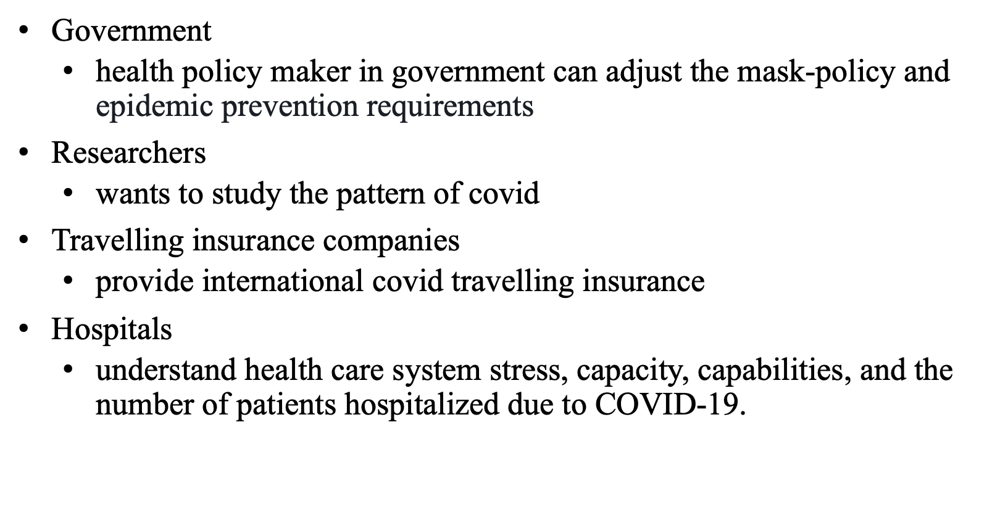 • Government
• health policy maker in government can adjust the mask-policy and
epidemic prevention requirements
• Researchers
• wants to study the pattern of covid
• Travelling insurance companies
• provide international covid travelling insurance
• Hospitals
• understand health care system stress, capacity, capabilities, and the
number of patients hospitalized due to COVID-19.